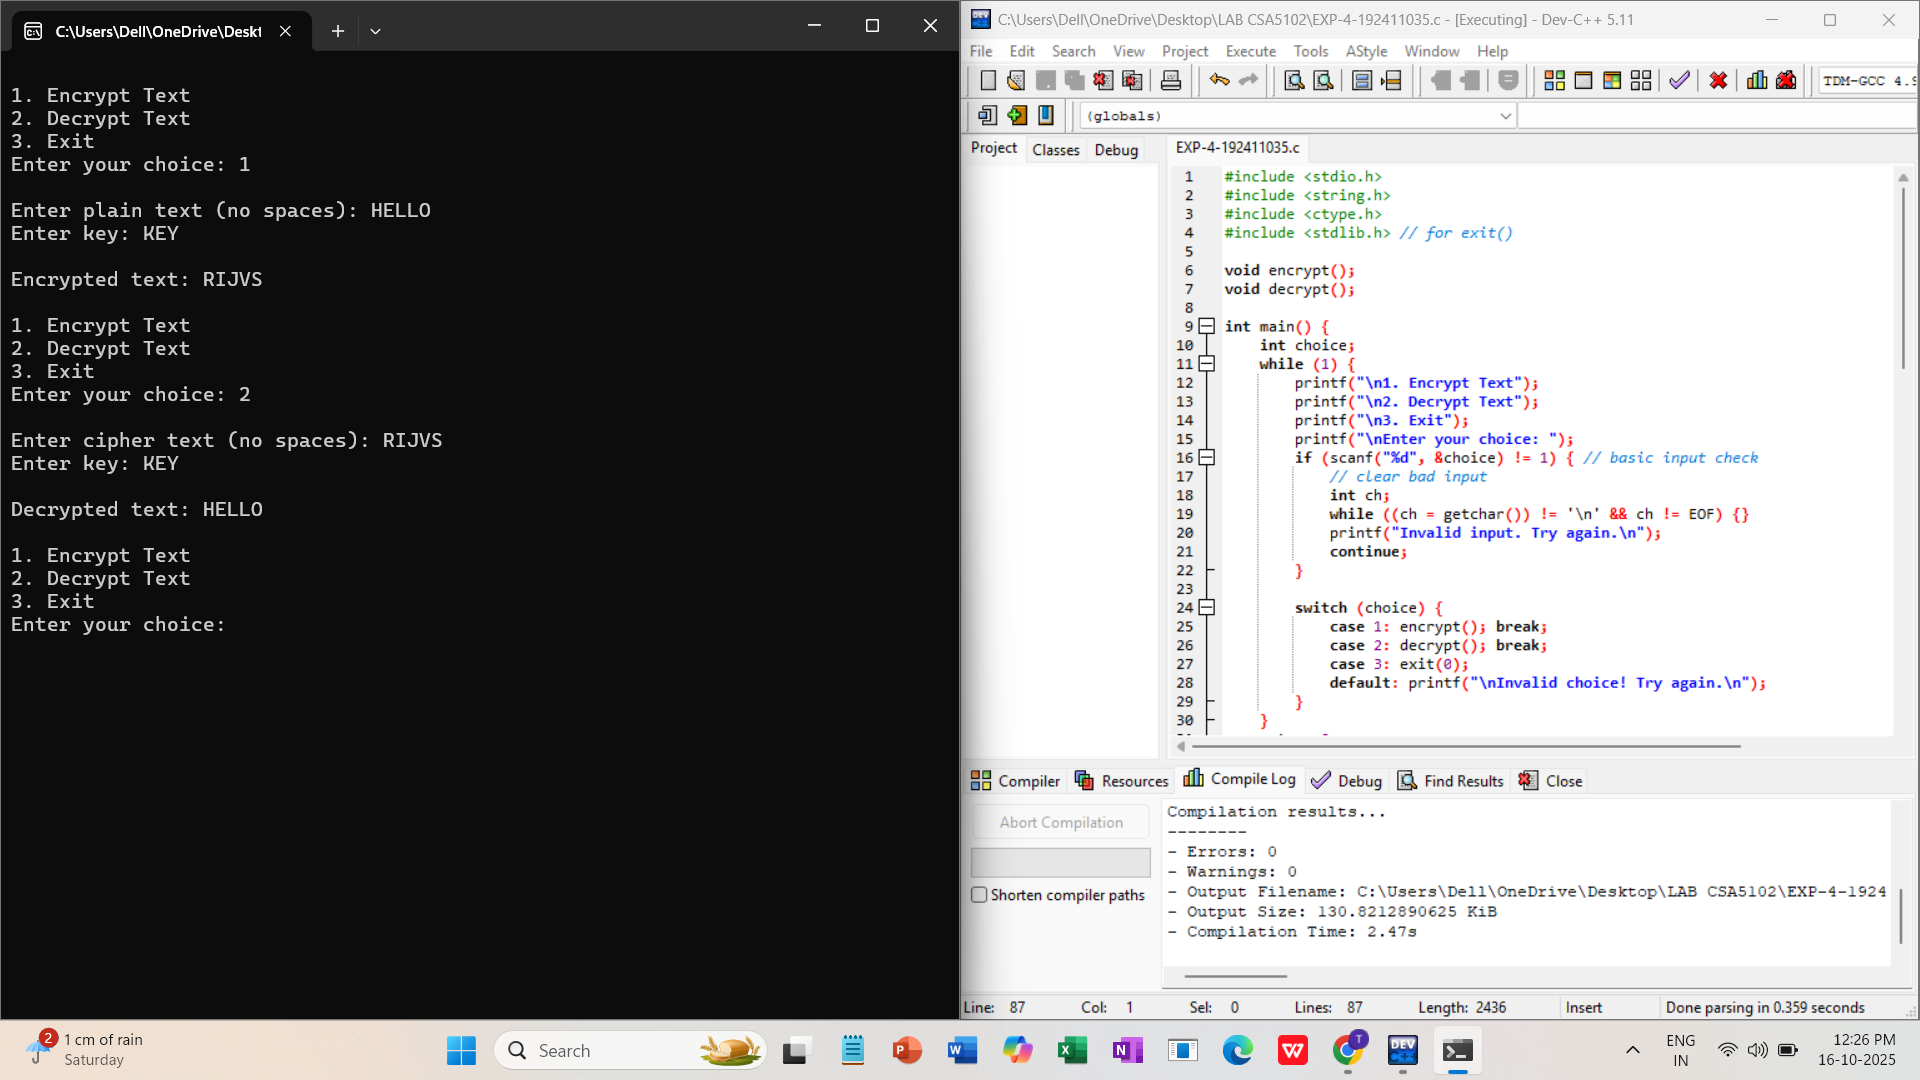 C:\Users\Dell\OneDrive\Deskt
1. Encrypt Text
2. Decrypt Text
3. Exit
Enter your choice: 1
Enter plain text (no spaces): HELLO
Enter key: KEY
Encrypted text: RIJVS
1. Encrypt Text
2. Decrypt Text
3. Exit
Enter your choice: 2
Enter cipher text (no spaces): RIJVS
Enter key: KEY
Decrypted text: HELLO
1. Encrypt Text
2. Decrypt Text
3. Exit
Enter your choice:
C:\Users\Dell\OneDrive\Desktop\LAB CSA5102\EXP-4-192411035.c - [Executing] - Dev-C++ 5.11
File Edit Search View Project Execute Tools AStyle Window Help
TDM-GCC 4.9
(globals)
Project Classes Debug
EXP-4-192411035.c
1 #include <stdio.h>
2 #include <string.h>
3 #include <ctype.h>
4 #include <stdlib.h> // for exit()
5
6 void encrypt();
7 void decrypt();
8
9 int main() {
10 int choice;
11 while (1) {
12 printf("\n1. Encrypt Text");
13 printf("\n2. Decrypt Text");
14 printf("\n3. Exit");
15 printf("\nEnter your choice: ");
16 if (scanf("%d", &choice) != 1) { // basic input check
17 // clear bad input
18 int ch;
19 while ((ch = getchar()) != '\n' && ch != EOF) {}
20 printf("Invalid input. Try again.\n");
21 continue;
22 }
23
24 switch (choice) {
25 case 1: encrypt(); break;
26 case 2: decrypt(); break;
27 case 3: exit(0);
28 default: printf("\nInvalid choice! Try again.\n");
29 }
30 }
Compiler Resources Compile Log Debug Find Results Close
Abort Compilation
Shorten compiler paths
Compilation results...
--------
- Errors: 0
- Warnings: 0
- Output Filename: C:\Users\Dell\OneDrive\Desktop\LAB CSA5102\EXP-4-1924
- Output Size: 130.8212890625 KiB
- Compilation Time: 2.47s
Line: 87 Col: 1 Sel: 0 Lines: 87 Length: 2436 Insert Done parsing in 0.359 seconds
2
1 cm of rain
Saturday
Search
T
DEV
C++
ENG
IN
12:26 PM
16-10-2025